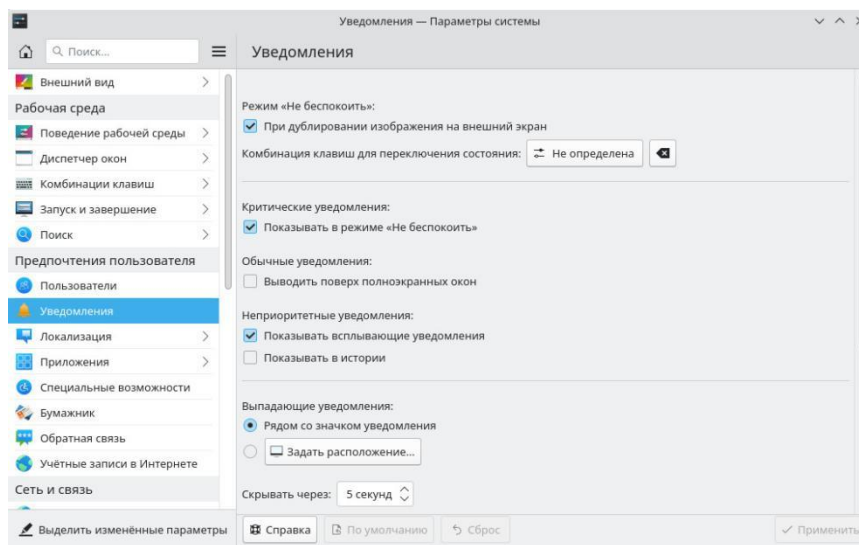 Уведомления — Параметры системы
Поиск...
Уведомления
Внешний вид
Рабочая среда
Поведение рабочей среды
Диспетчер окон
Комбинации клавиш
Запуск и завершение
Поиск
Предпочтения пользователя
Пользователи
Уведомления
Локализация
Приложения
Специальные возможности
Бумажник
Обратная связь
Учётные записи в Интернете
Сеть и связь
Выделить изменённые параметры
Режим «Не беспокоить»:
При дублировании изображения на внешний экран
Комбинация клавиш для переключения состояния: Не определена
Критические уведомления:
Показывать в режиме «Не беспокоить»
Обычные уведомления:
Выводить поверх полноэкранных окон
Неприоритетные уведомления:
Показывать всплывающие уведомления
Показывать в истории
Выпадающие уведомления:
Рядом со значком уведомления
Задать расположение...
Скрывать через: 5 секунд
Справка По умолчанию Сброс Применить